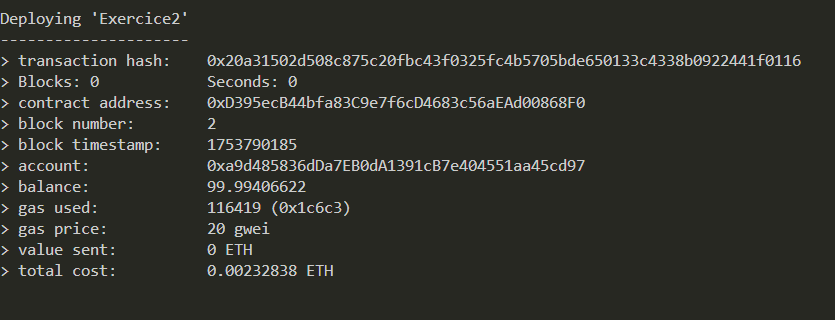 Deploying 'Exercice2'
---------------------
> transaction hash:    0x20a31502d508c875c20fbc43f0325fc4b5705bde650133c4338b0922441f0116
> Blocks: 0            Seconds: 0
> contract address:    0xD395ecB44bfa83C9e7f6cD4683c56aEAd00868F0
> block number:        2
> block timestamp:     1753790185
> account:             0xa9d485836dDa7EB0dA1391cB7e404551aa45cd97
> balance:             99.99406622
> gas used:            116419 (0x1c6c3)
> gas price:           20 gwei
> value sent:          0 ETH
> total cost:          0.00232838 ETH